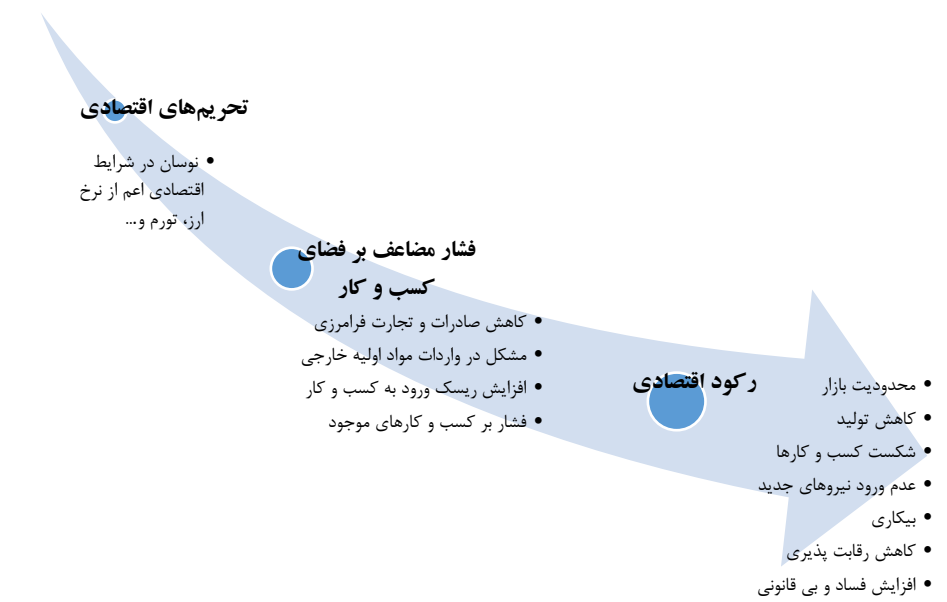 تحریم‌های اقتصادی
• نوسان در شرایط
اقتصادی اعم از نرخ
ارز، تورم و...
فشار مضاعف بر فضای
کسب و کار
• کاهش صادرات و تجارت فرامرزی
• مشکل در واردات مواد اولیه خارجی
• افزایش ریسک ورود به کسب و کار
• فشار بر کسب و کارهای موجود
رکود اقتصادی
• محدودیت بازار
• کاهش تولید
• شکست کسب و کارها
• عدم ورود نیروهای جدید
• بیکاری
• کاهش رقابت پذیری
• افزایش فساد و بی قانونی